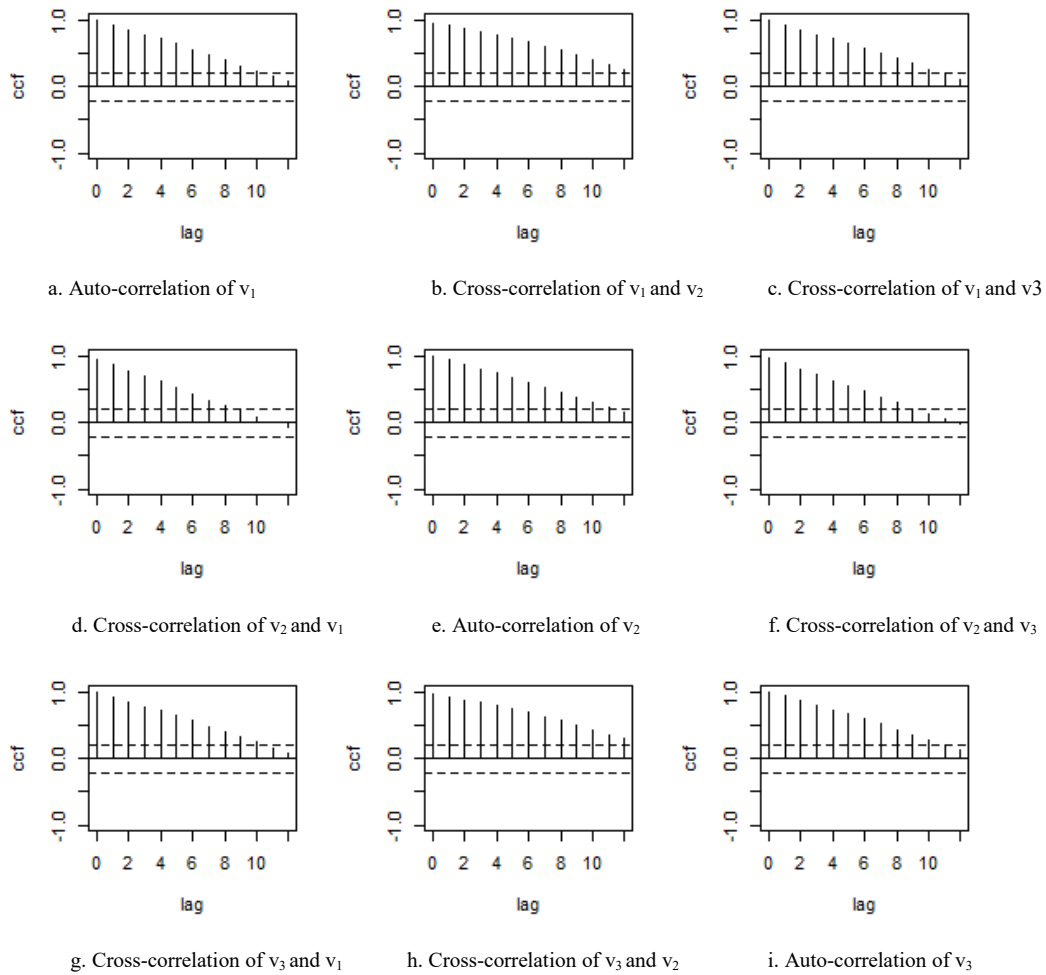 1.0
0.0
-1.0
ccf
0 2 4 6 8 10
lag
1.0
0.0
-1.0
ccf
0 2 4 6 8 10
lag
1.0
0.0
-1.0
ccf
0 2 4 6 8 10
lag
a. Auto-correlation of v₁
b. Cross-correlation of v₁ and v₂
c. Cross-correlation of v₁ and v3
1.0
0.0
-1.0
ccf
0 2 4 6 8 10
lag
1.0
0.0
-1.0
ccf
0 2 4 6 8 10
lag
1.0
0.0
-1.0
ccf
0 2 4 6 8 10
lag
d. Cross-correlation of v₂ and v₁
e. Auto-correlation of v₂
f. Cross-correlation of v₂ and v₃
1.0
0.0
-1.0
ccf
0 2 4 6 8 10
lag
1.0
0.0
-1.0
ccf
0 2 4 6 8 10
lag
1.0
0.0
-1.0
ccf
0 2 4 6 8 10
lag
g. Cross-correlation of v₃ and v₁
h. Cross-correlation of v₃ and v₂
i. Auto-correlation of v₃